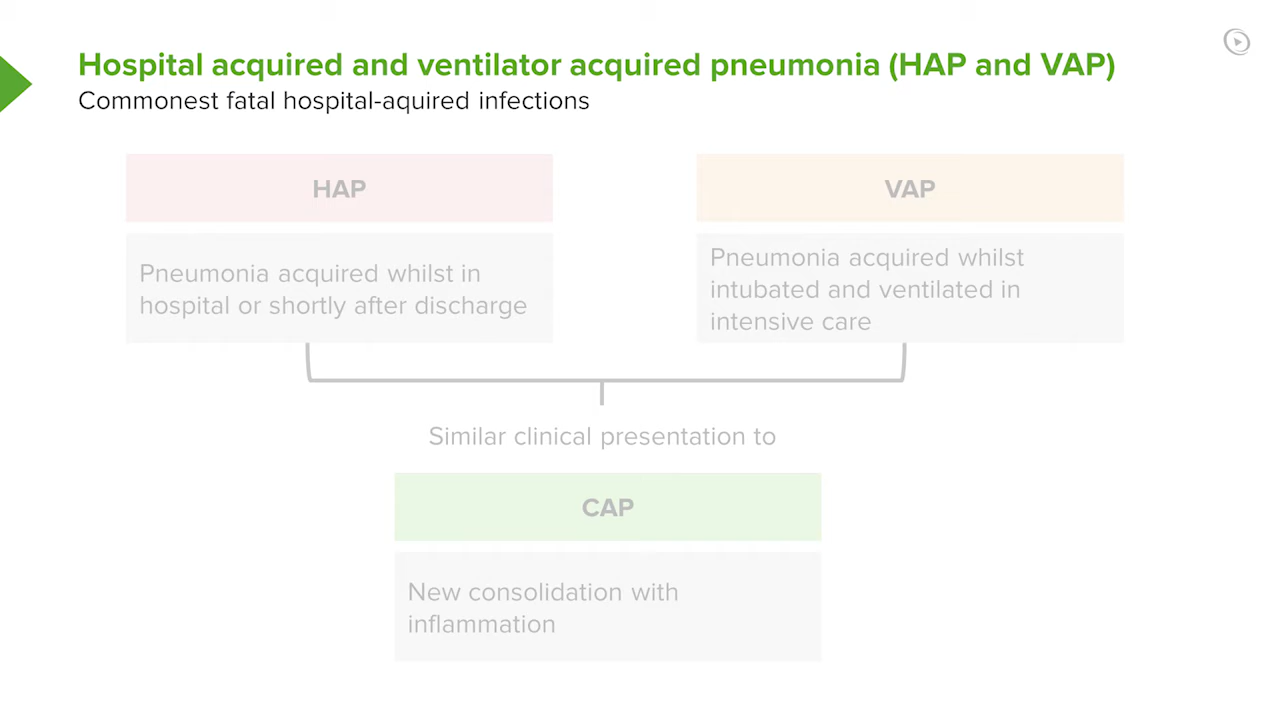 Hospital acquired and ventilator acquired pneumonia (HAP and VAP)
Commonest fatal hospital-aquired infections
HAP
Pneumonia acquired whilst in
hospital or shortly after discharge
VAP
Pneumonia acquired whilst
intubated and ventilated in
intensive care
Similar clinical presentation to
CAP
New consolidation with
inflammation